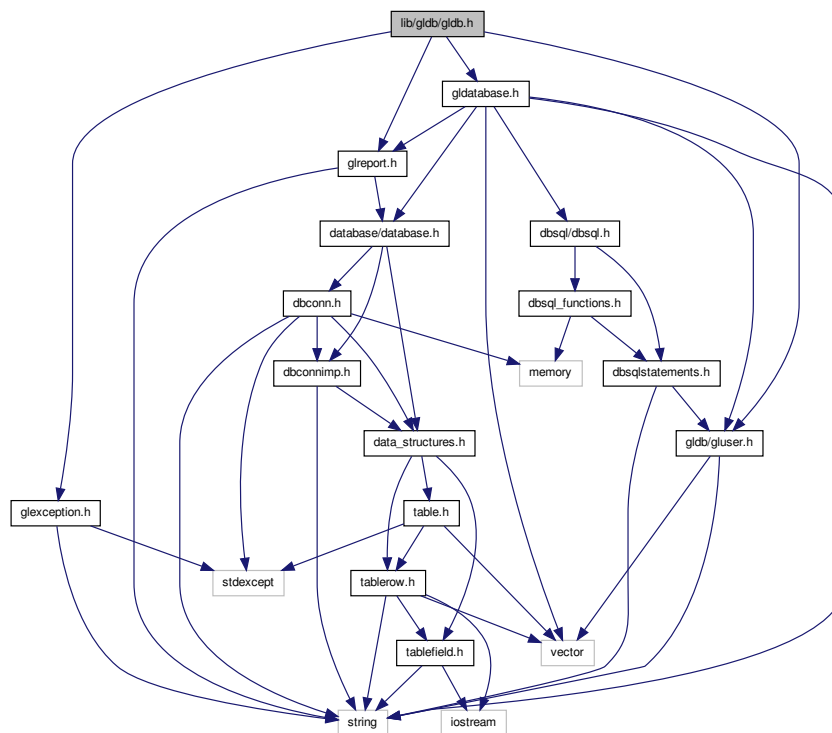 lib/gldb/gldb.h
gldatabase.h
glreport.h
database/database.h
dbsql/dbsql.h
dbconn.h
dbsql_functions.h
dbconnimp.h
memory
dbsqlstatements.h
data_structures.h
gldb/gluser.h
glexception.h
table.h
stdexcept
tablerow.h
tablefield.h
vector
string
iostream